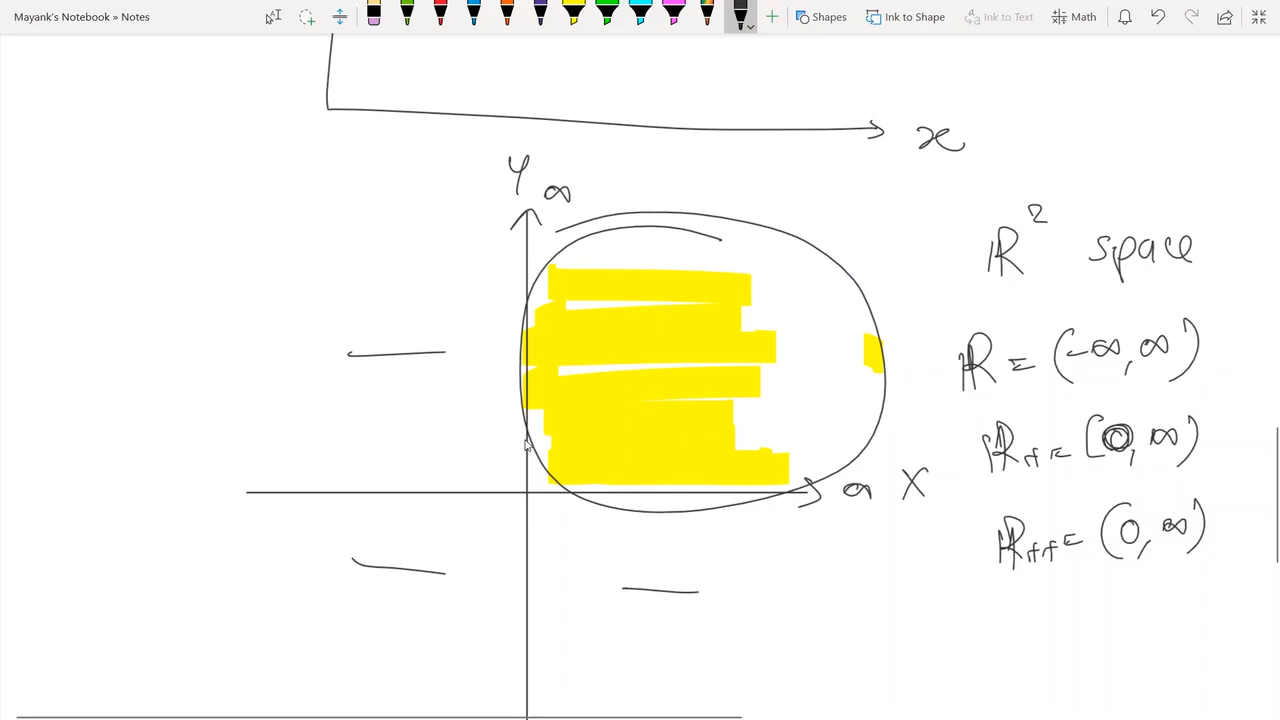 Mayank's Notebook » Notes
Shapes
Ink to Shape
Ink to Text
Math
x
Y ∞
ℝ² space
ℝ = (-∞, ∞)
ℝ₊ = [0, ∞)
∞ X
ℝ₊₊ = (0, ∞)